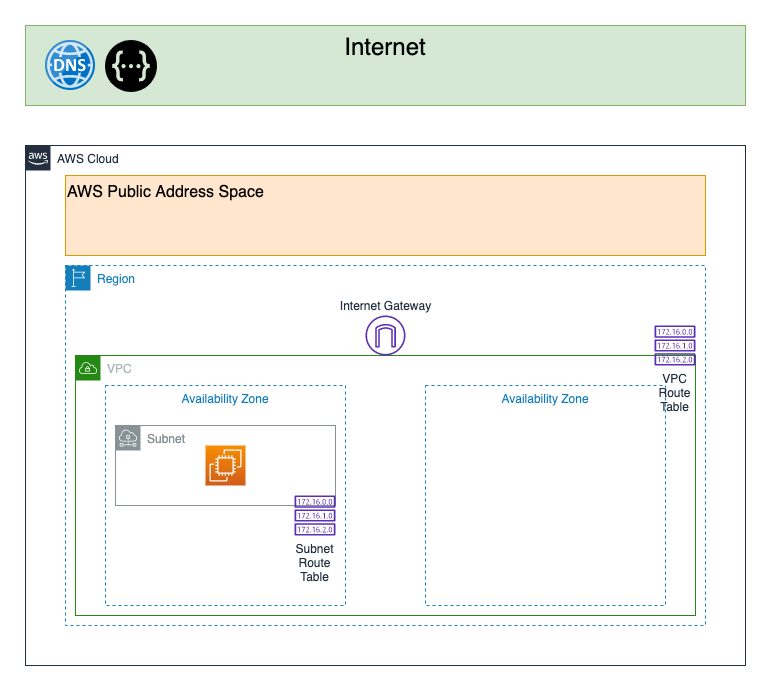 Internet
DNS
{...}
aws
AWS Cloud
AWS Public Address Space
Region
Internet Gateway
172.16.0.0
172.16.1.0
172.16.2.0
VPC
Route
Table
VPC
Availability Zone
Availability Zone
Subnet
172.16.0.0
172.16.1.0
172.16.2.0
Subnet
Route
Table